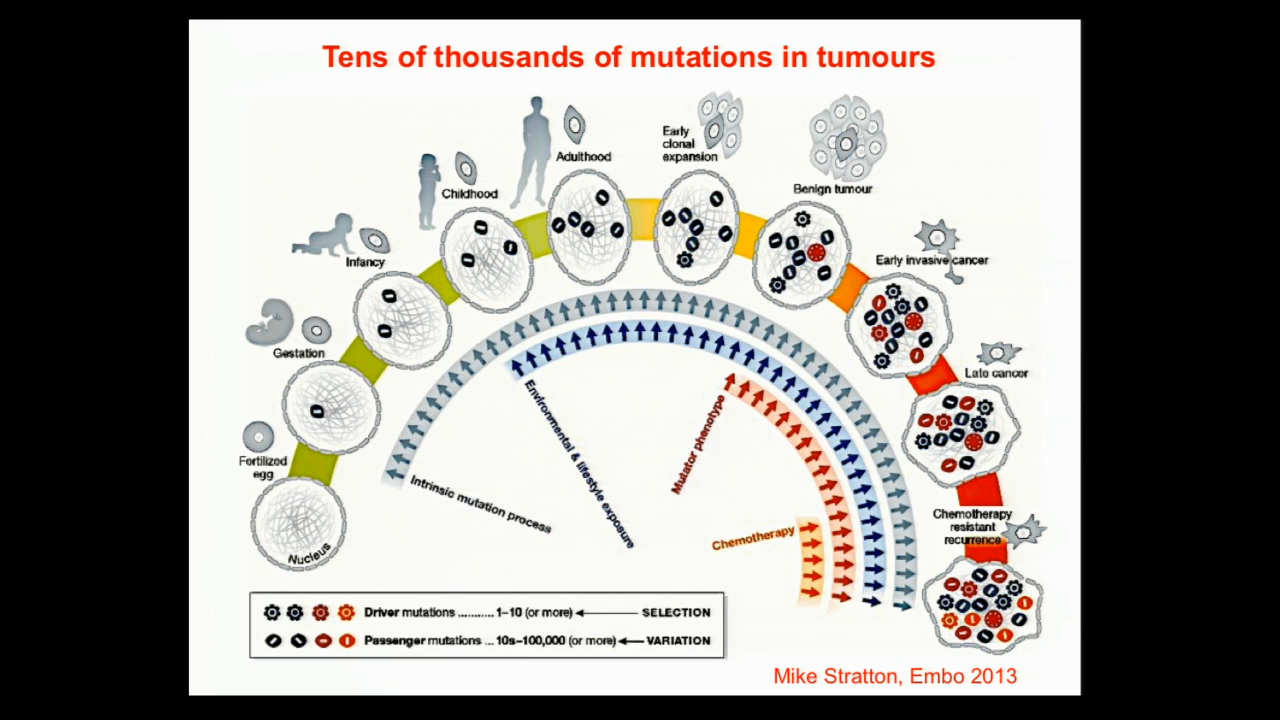 Tens of thousands of mutations in tumours
Adulthood
Early
clonal
expansion
Benign tumour
Childhood
Infancy
Early invasive cancer
Gestation
Late cancer
Fertilized
egg
Nucleus
Intrinsic mutation process
Environmental & lifestyle exposure
Mutator phenotype
Chemotherapy
Chemotherapy
resistant
recurrence
Driver mutations ........... 1–10 (or more) SELECTION
Passenger mutations ... 10s–100,000 (or more) VARIATION
Mike Stratton, Embo 2013